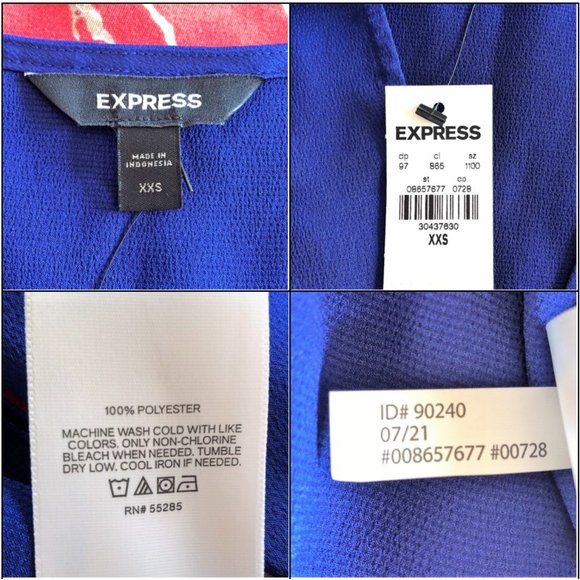 EXPRESS
MADE IN
INDONESIA
XXS
EXPRESS
dp cl sz
97 865 1100
st co
08657677 0728
30437630
XXS
100% POLYESTER
MACHINE WASH COLD WITH LIKE
COLORS. ONLY NON-CHLORINE
BLEACH WHEN NEEDED. TUMBLE
DRY LOW. COOL IRON IF NEEDED.
RN# 55285
ID# 90240
07/21
#008657677 #00728